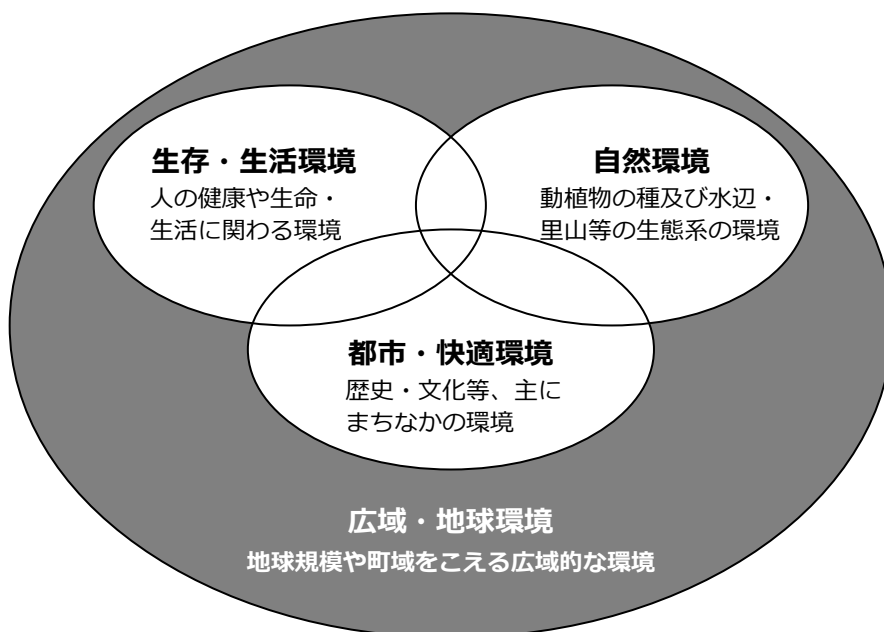 生存・生活環境
人の健康や生命・
生活に関わる環境
自然環境
動植物の種及び水辺・
里山等の生態系の環境
都市・快適環境
歴史・文化等、主に
まちなかの環境
広域・地球環境
地球規模や町域をこえる広域的な環境